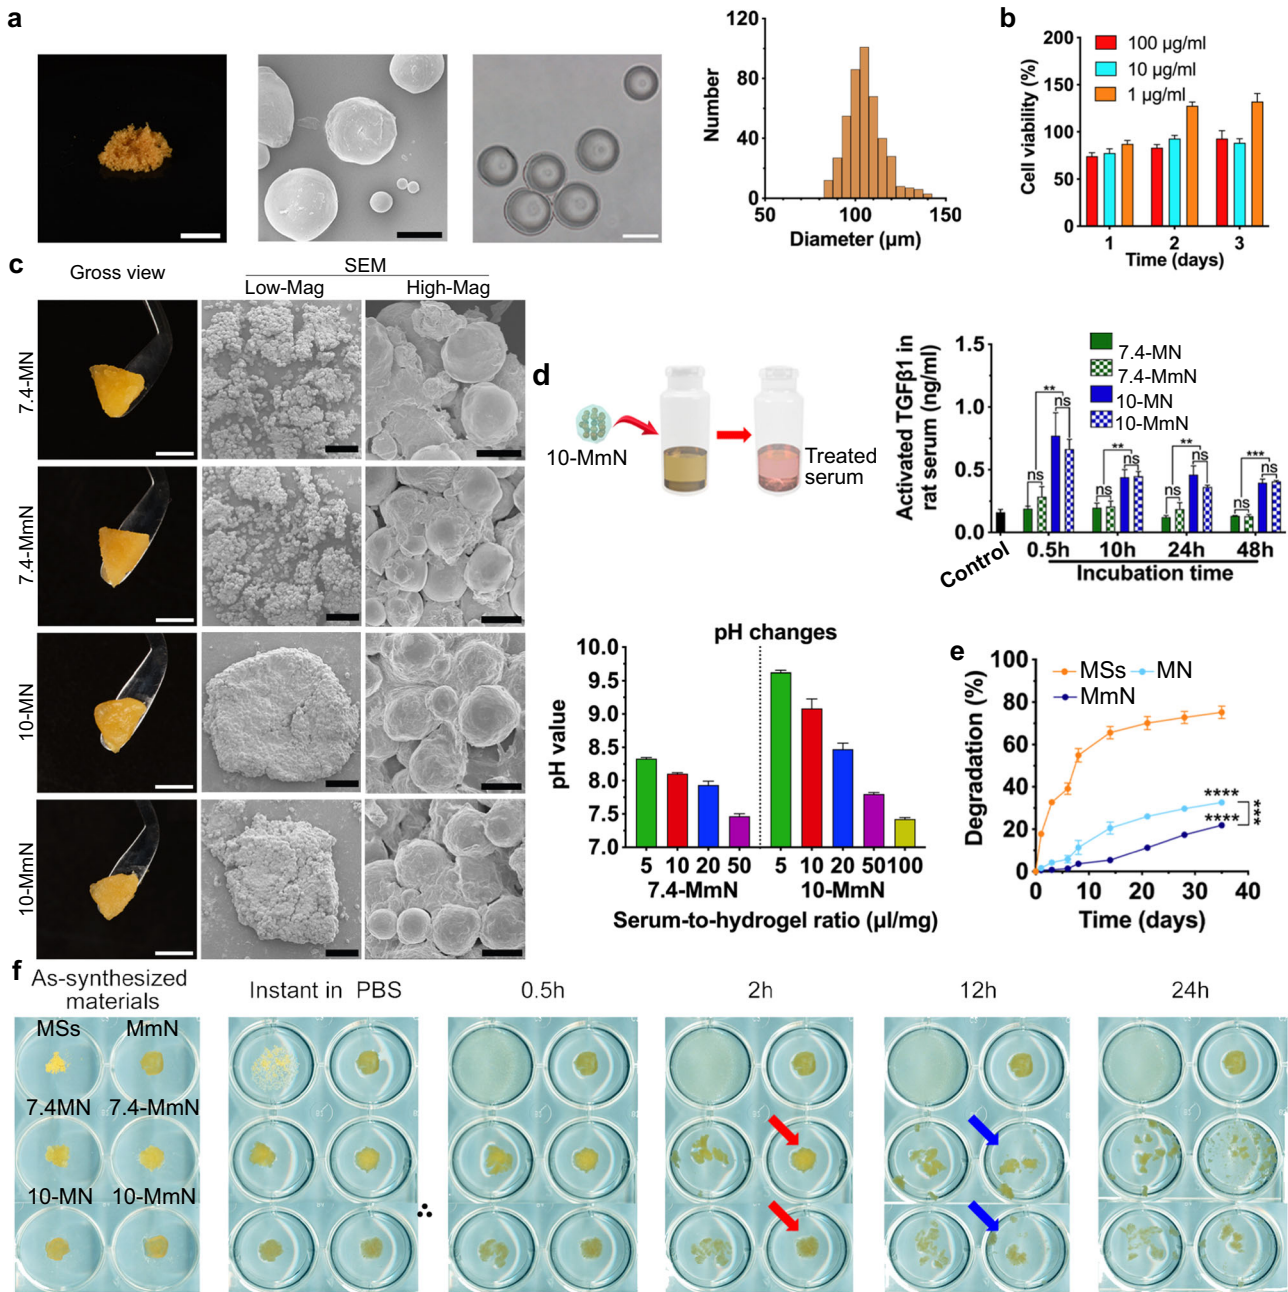 a
120
80
40
0
Number
50
100
150
Diameter (µm)
b
200
150
100
50
0
Cell viability (%)
100 µg/ml
10 µg/ml
1 µg/ml
1
2
3
Time (days)
c
Gross view
SEM
Low-Mag
High-Mag
7.4-MN
7.4-MmN
10-MN
10-MmN
d
10-MmN
Treated
serum
Activated TGFβ1 in
rat serum (ng/ml)
1.5
1.0
0.5
0.0
7.4-MN
7.4-MmN
10-MN
10-MmN
**
ns
ns
**
ns
ns
**
ns
ns
***
ns
ns
Control
0.5h
10h
24h
48h
Incubation time
pH changes
pH value
10.0
9.5
9.0
8.5
8.0
7.5
7.0
5
10
20
50
5
10
20
50
100
7.4-MmN
10-MmN
Serum-to-hydrogel ratio (µl/mg)
e
Degradation (%)
100
80
60
40
20
0
MSs
MN
MmN
****
****
***
0
10
20
30
40
Time (days)
f
As-synthesized
materials
Instant in PBS
0.5h
2h
12h
24h
MSs
MmN
7.4MN
7.4-MmN
10-MN
10-MmN